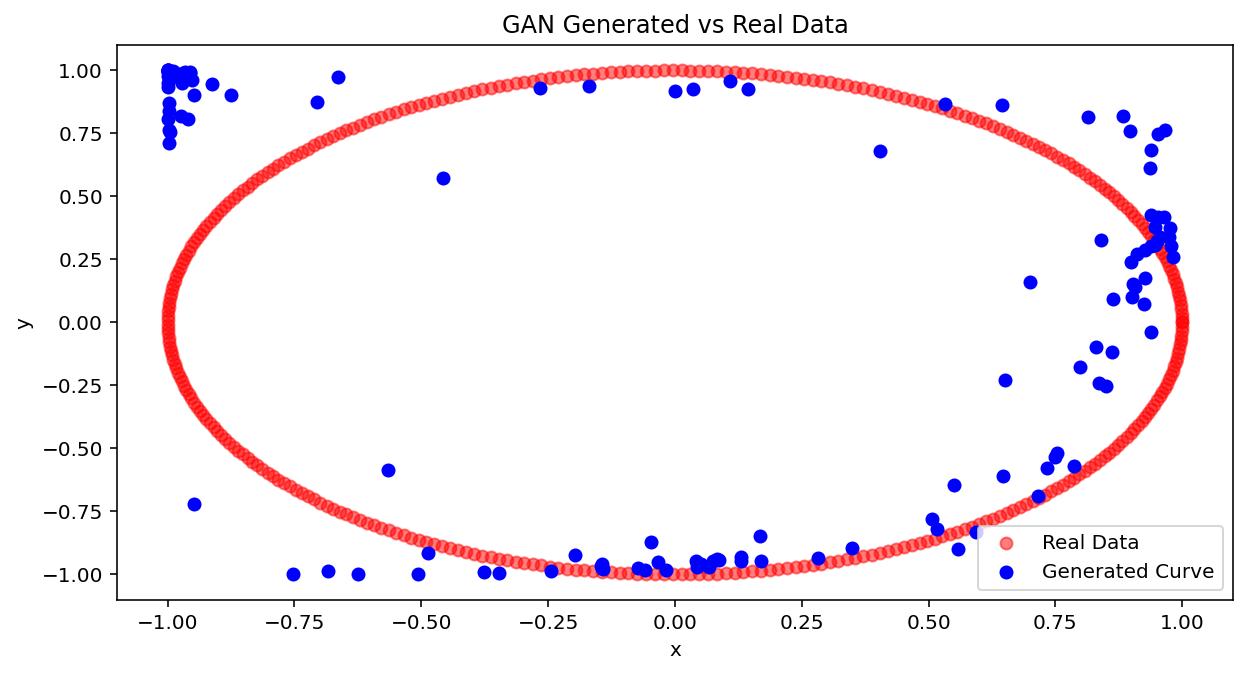 GAN Generated vs Real Data
1.00
0.75
0.50
0.25
0.00
−0.25
−0.50
−0.75
−1.00
y
Real Data
Generated Curve
−1.00 −0.75 −0.50 −0.25 0.00 0.25 0.50 0.75 1.00
x